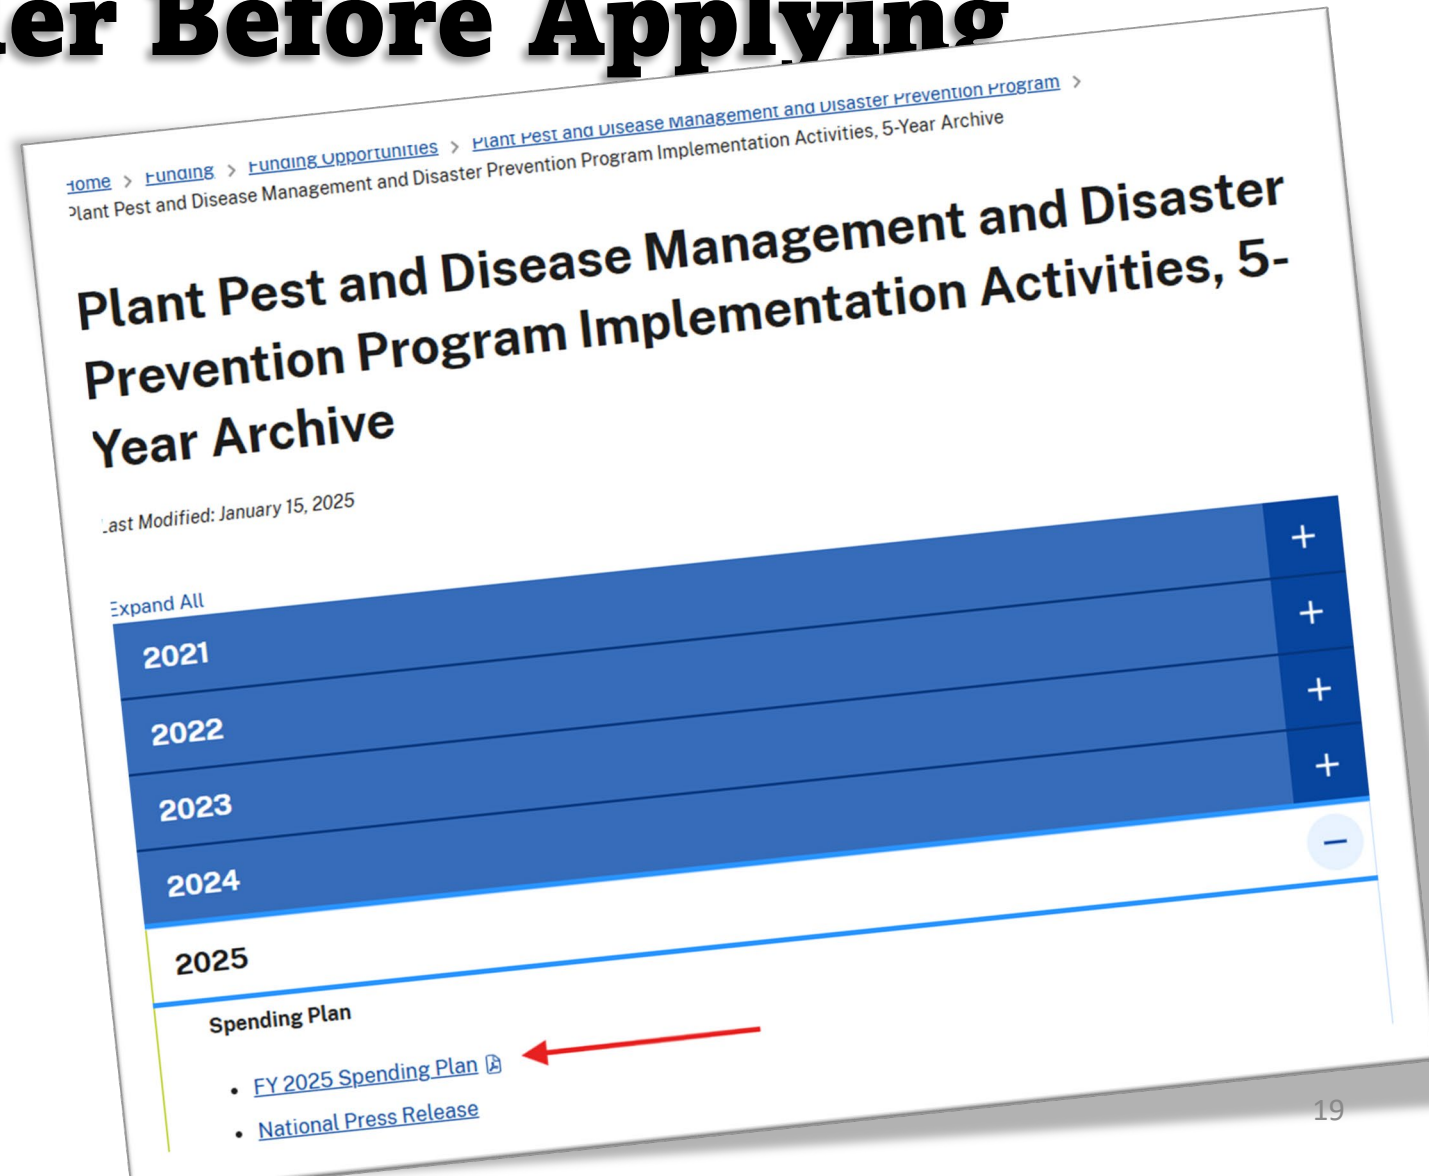 er Before Applying
Home > Funding > Funding Opportunities > Plant Pest and Disease Management and Disaster Prevention Program >
Plant Pest and Disease Management and Disaster Prevention Program Implementation Activities, 5-Year Archive
Plant Pest and Disease Management and Disaster
Prevention Program Implementation Activities, 5-
Year Archive
Last Modified: January 15, 2025
Expand All
2021 +
2022 +
2023 +
2024 +
2025 −
Spending Plan
• FY 2025 Spending Plan
• National Press Release
19